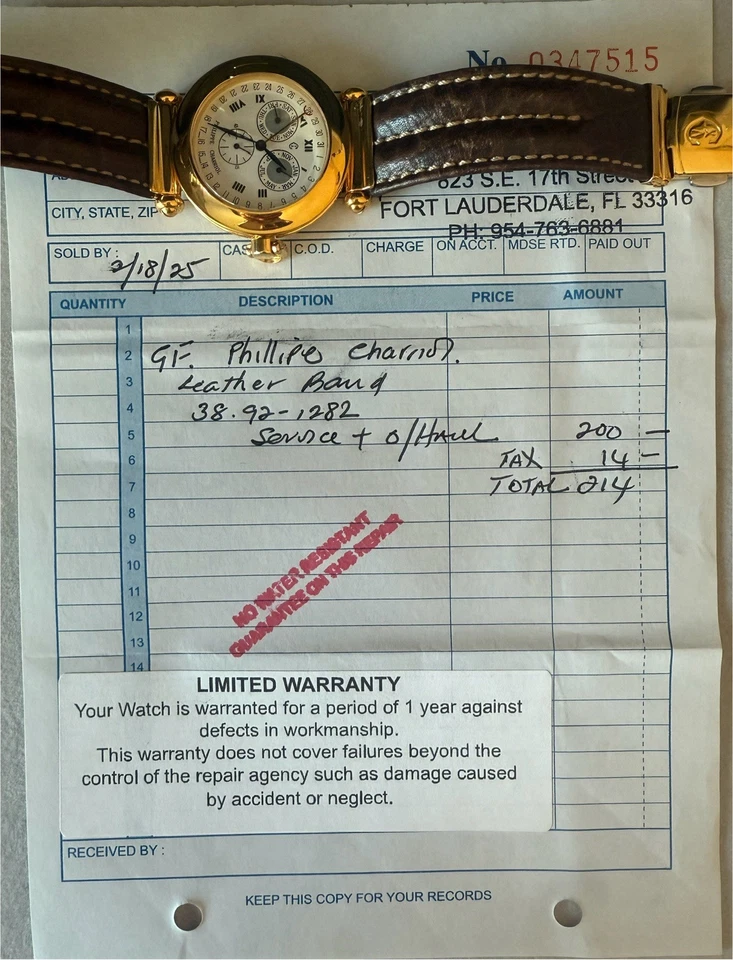 No. 0347515
823 S.E. 17th Street
FORT LAUDERDALE, FL 33316
PH: 954-763-6881
CITY, STATE, ZIP
SOLD BY :
CAS C.O.D. CHARGE ON ACCT. MDSE RTD. PAID OUT
2/18/25
QUANTITY DESCRIPTION PRICE AMOUNT
1
2 GF. Phillipe Charriol.
3 Leather Band
4 38.92-1282
5 Service + O/Haul 200 —
6 TAX 14 —
7 TOTAL 214
8
9
10
11
12
13
14
NO WATER RESISTANT
GUARANTEE ON THIS REPAIR
LIMITED WARRANTY
Your Watch is warranted for a period of 1 year against
defects in workmanship.
This warranty does not cover failures beyond the
control of the repair agency such as damage caused
by accident or neglect.
RECEIVED BY :
KEEP THIS COPY FOR YOUR RECORDS